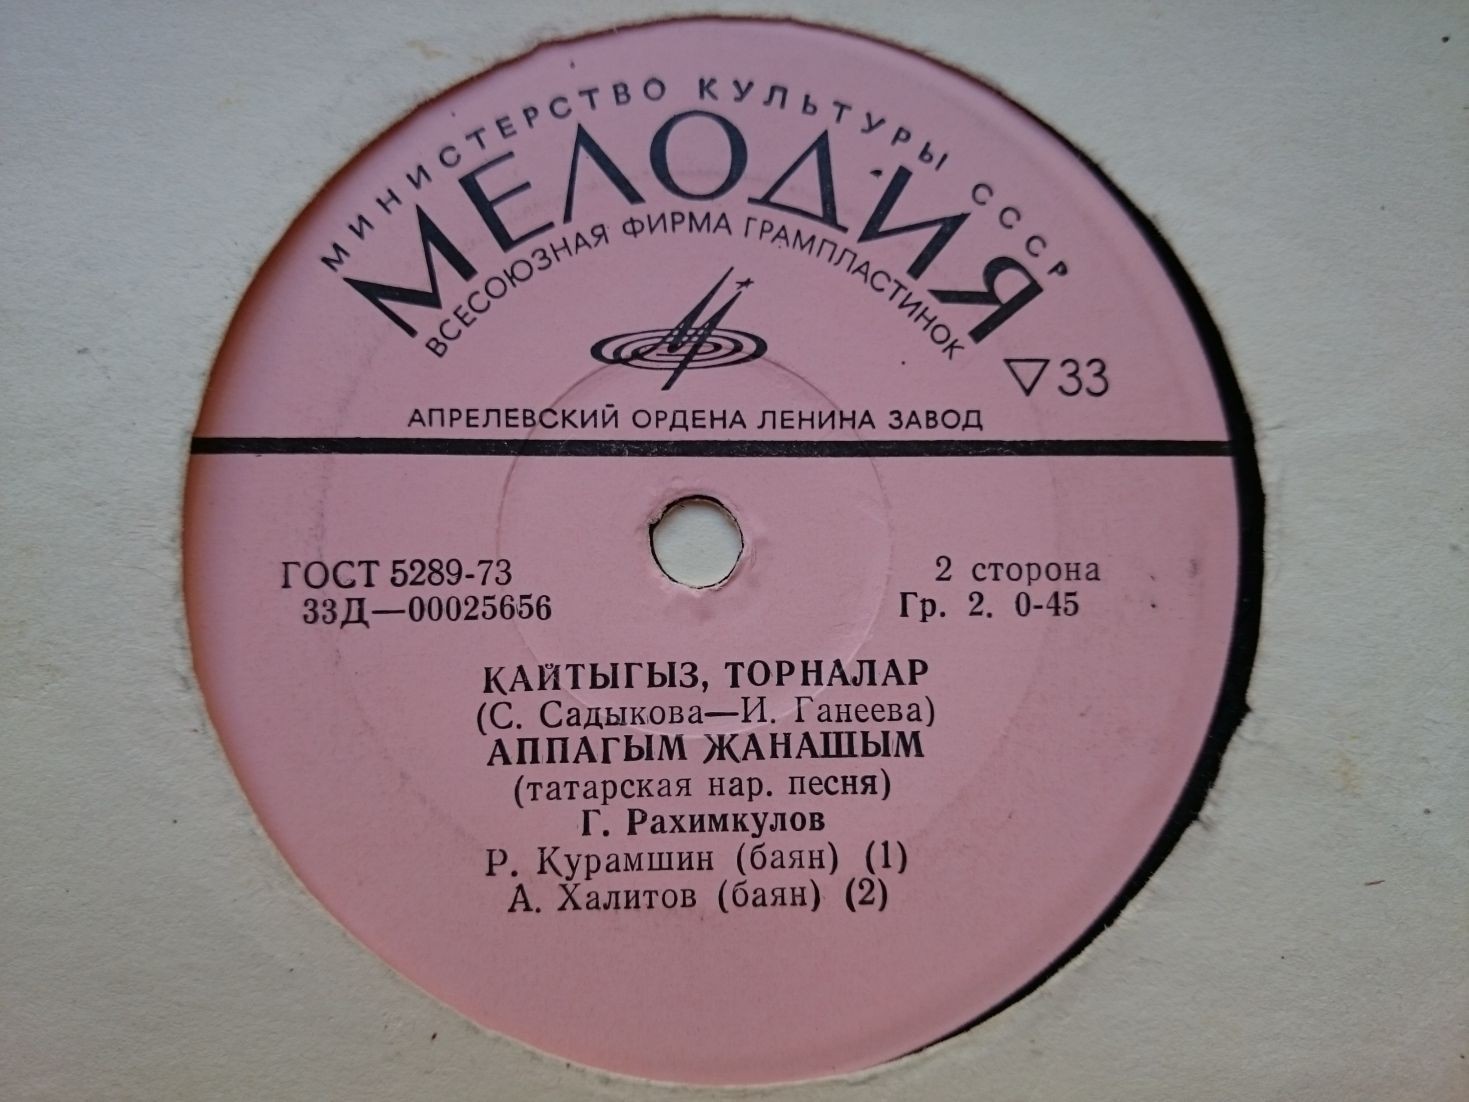 МИНИСТЕРСТВО КУЛЬТУРЫ СССР
МЕЛОДИЯ
ВСЕСОЮЗНАЯ ФИРМА ГРАМПЛАСТИНОК
33
АПРЕЛЕВСКИЙ ОРДЕНА ЛЕНИНА ЗАВОД
ГОСТ 5289-73
33Д—00025656
2 сторона
Гр. 2. 0-45
КАЙТЫГЫЗ, ТОРНАЛАР
(С. Садыкова—И. Ганеева)
АППАГЫМ ЖАНАШЫМ
(татарская нар. песня)
Г. Рахимкулов
Р. Курамшин (баян) (1)
А. Халитов (баян) (2)